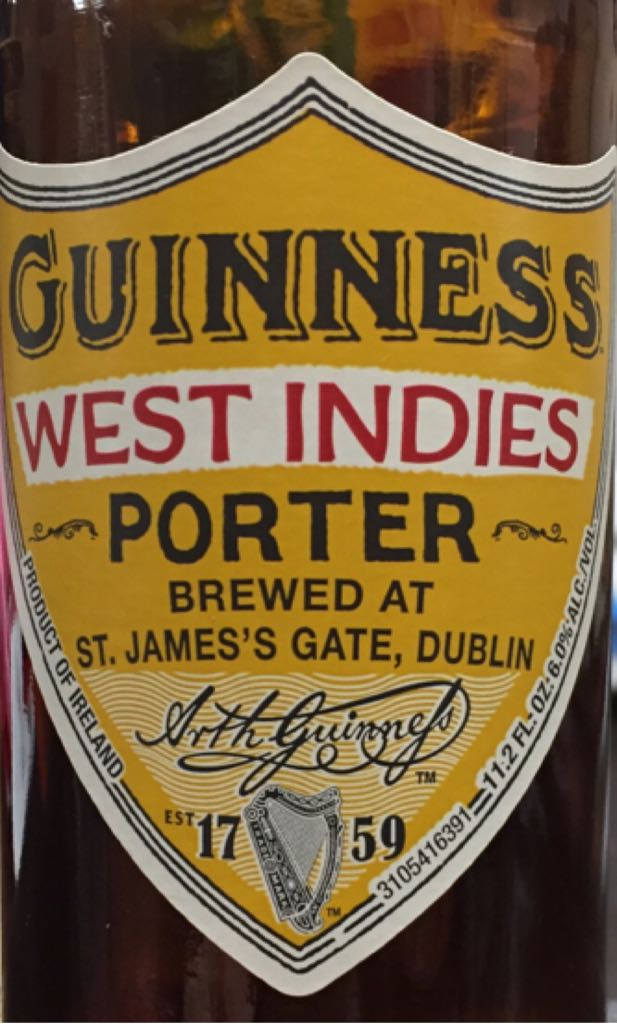 GUINNESS
WEST INDIES
PORTER
BREWED AT
ST. JAMES'S GATE, DUBLIN
Arth Guinness
TM
EST 17 59
TM
PRODUCT OF IRELAND
3105416391
11.2 FL. OZ. 6.0% ALC./VOL.